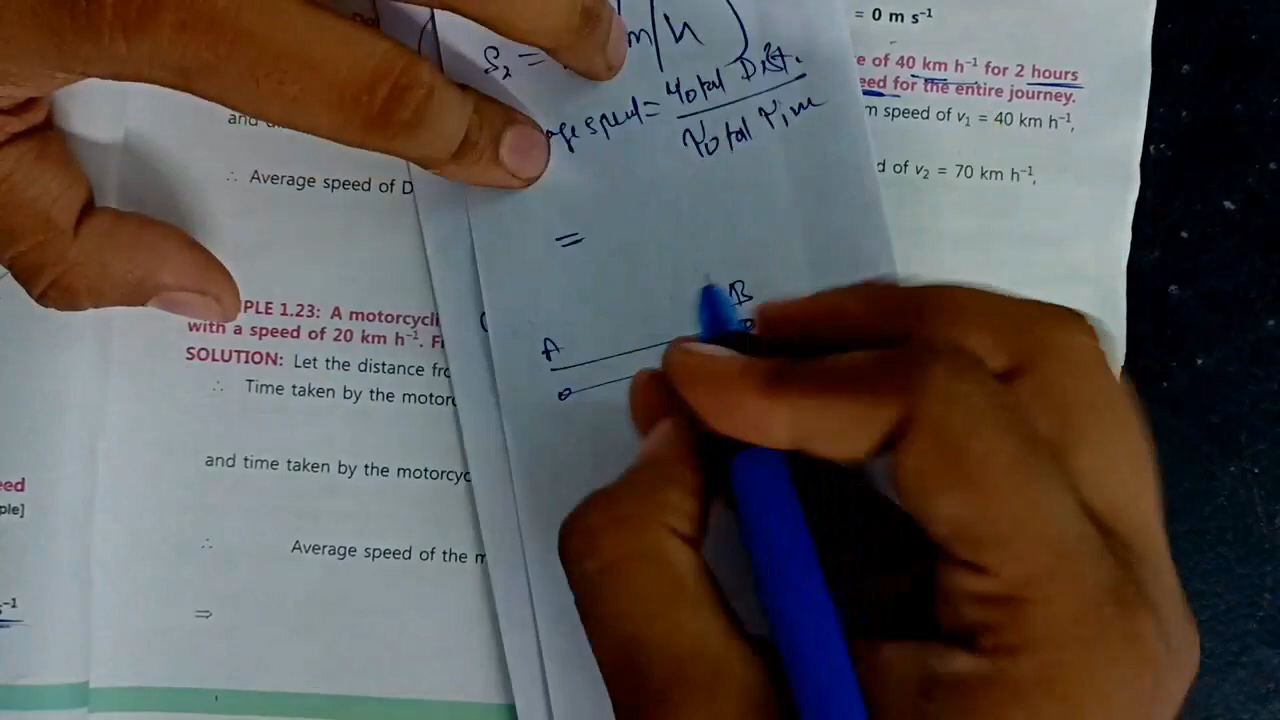 and
∴ Average speed of D
PLE 1.23: A motorcycli
with a speed of 20 km h⁻¹. F
SOLUTION: Let the distance fro
∴ Time taken by the motorc
and time taken by the motorcyc
∴ Average speed of the m
⇒
eed
ple]
s⁻¹
S₂ = m/h )
age speed = Total Dist.
Total Time
=
A B
= 0 m s⁻¹
e of 40 km h⁻¹ for 2 hours
eed for the entire journey.
m speed of v₁ = 40 km h⁻¹,
d of v₂ = 70 km h⁻¹,